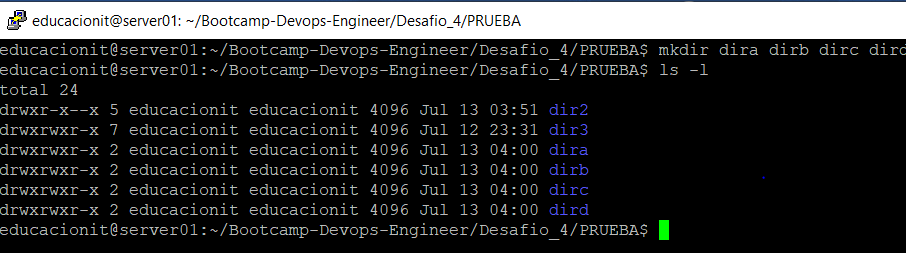 educacionit@server01: ~/Bootcamp-Devops-Engineer/Desafio_4/PRUEBA
educacionit@server01:~/Bootcamp-Devops-Engineer/Desafio_4/PRUEBA$ mkdir dira dirb dirc dird
educacionit@server01:~/Bootcamp-Devops-Engineer/Desafio_4/PRUEBA$ ls -l
total 24
drwxr-x--x 5 educacionit educacionit 4096 Jul 13 03:51 dir2
drwxrwxr-x 7 educacionit educacionit 4096 Jul 12 23:31 dir3
drwxrwxr-x 2 educacionit educacionit 4096 Jul 13 04:00 dira
drwxrwxr-x 2 educacionit educacionit 4096 Jul 13 04:00 dirb
drwxrwxr-x 2 educacionit educacionit 4096 Jul 13 04:00 dirc
drwxrwxr-x 2 educacionit educacionit 4096 Jul 13 04:00 dird
educacionit@server01:~/Bootcamp-Devops-Engineer/Desafio_4/PRUEBA$